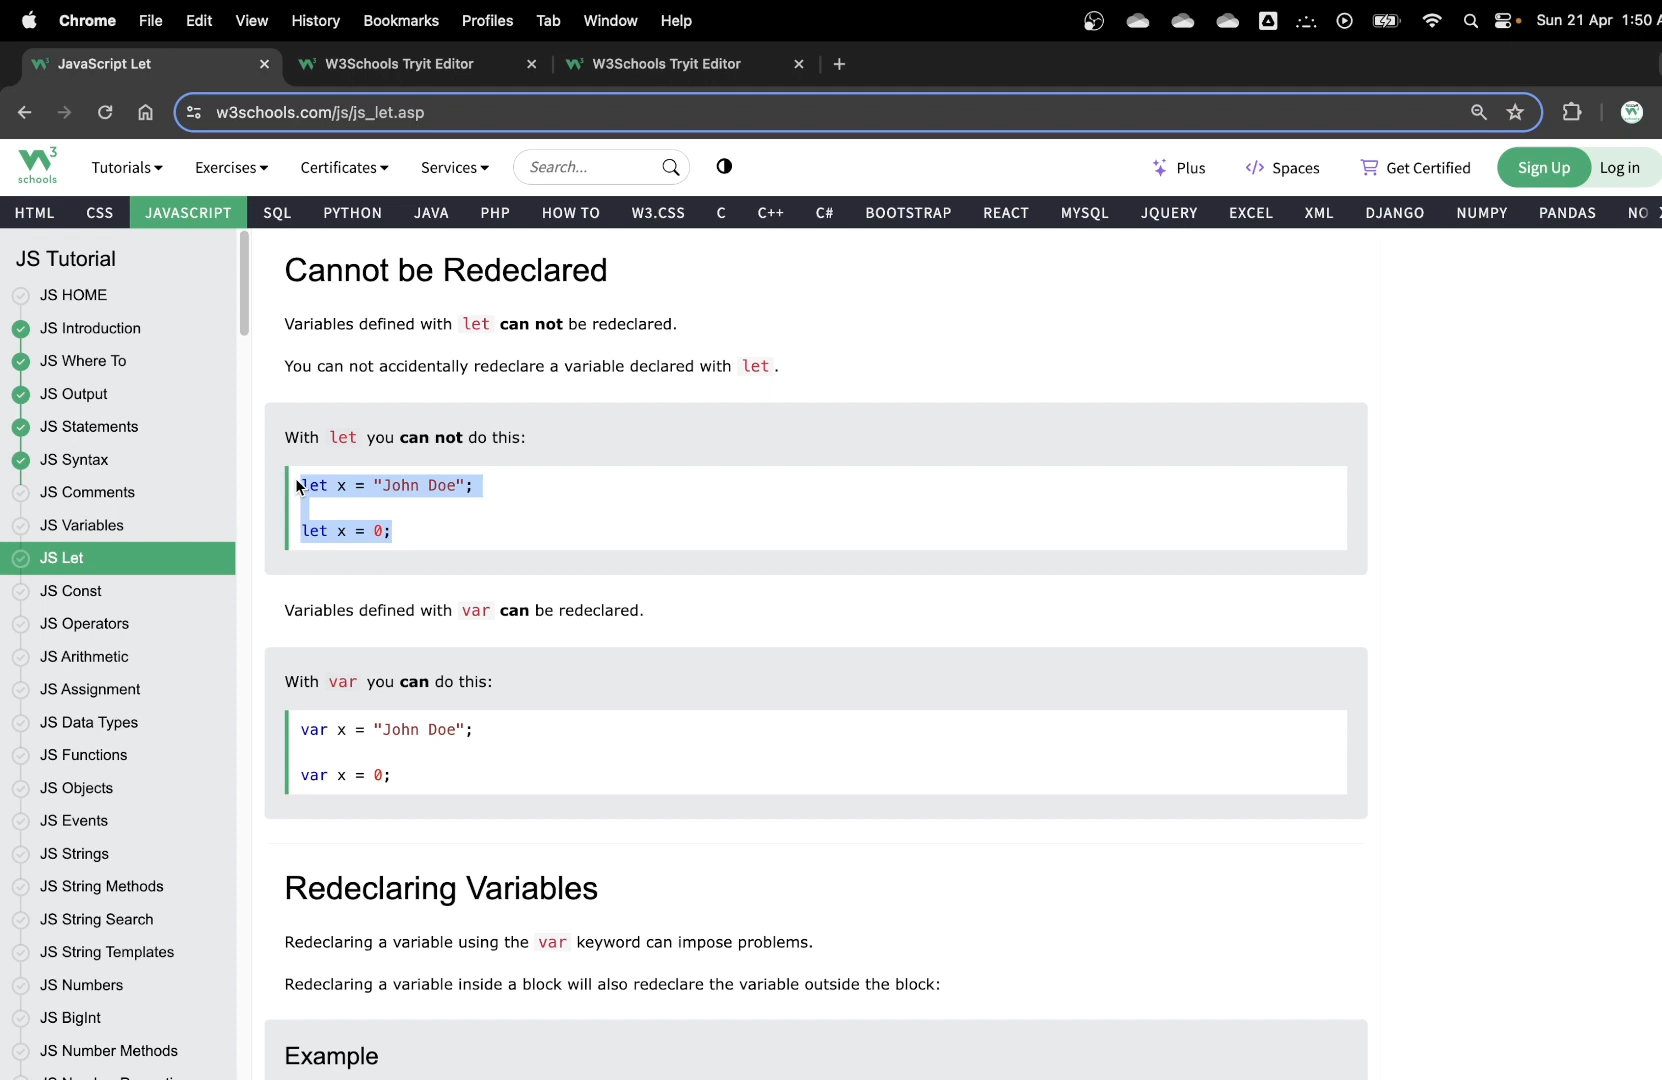 Chrome File Edit View History Bookmarks Profiles Tab Window Help Sun 21 Apr 1:50
JavaScript Let W3Schools Tryit Editor W3Schools Tryit Editor
w3schools.com/js/js_let.asp
W3 schools Tutorials Exercises Certificates Services Search... Plus Spaces Get Certified Sign Up Log in
HTML CSS JAVASCRIPT SQL PYTHON JAVA PHP HOW TO W3.CSS C C++ C# BOOTSTRAP REACT MYSQL JQUERY EXCEL XML DJANGO NUMPY PANDAS NO
JS Tutorial
JS HOME
JS Introduction
JS Where To
JS Output
JS Statements
JS Syntax
JS Comments
JS Variables
JS Let
JS Const
JS Operators
JS Arithmetic
JS Assignment
JS Data Types
JS Functions
JS Objects
JS Events
JS Strings
JS String Methods
JS String Search
JS String Templates
JS Numbers
JS BigInt
JS Number Methods
Cannot be Redeclared
Variables defined with let can not be redeclared.
You can not accidentally redeclare a variable declared with let.
With let you can not do this:
let x = "John Doe";
let x = 0;
Variables defined with var can be redeclared.
With var you can do this:
var x = "John Doe";
var x = 0;
Redeclaring Variables
Redeclaring a variable using the var keyword can impose problems.
Redeclaring a variable inside a block will also redeclare the variable outside the block:
Example